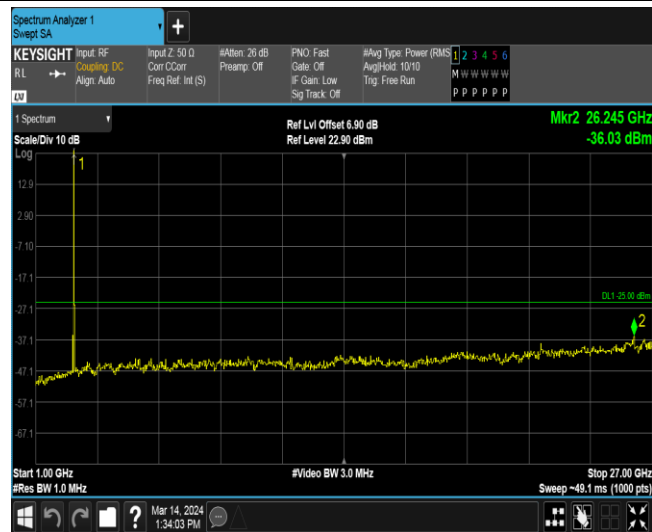 Spectrum Analyzer 1
Swept SA
+
KEYSIGHT
RL
LXI
Input: RF
Coupling: DC
Align: Auto
Input Z: 50 Ω
Corr CCorr
Freq Ref: Int (S)
#Atten: 26 dB
Preamp: Off
PNO: Fast
Gate: Off
IF Gain: Low
Sig Track: Off
#Avg Type: Power (RMS
Avg|Hold: 10/10
Trig: Free Run
1 2 3 4 5 6
M W W W W W
P P P P P P
1 Spectrum
Scale/Div 10 dB
Log
Ref Lvl Offset 6.90 dB
Ref Level 22.90 dBm
Mkr2 26.245 GHz
-36.03 dBm
1
12.9
2.90
-7.10
-17.1
DL1 -25.00 dBm
-27.1
2
-37.1
-47.1
-57.1
-67.1
Start 1.00 GHz
#Video BW 3.0 MHz
Stop 27.00 GHz
#Res BW 1.0 MHz
Sweep ~49.1 ms (1000 pts)
?
Mar 14, 2024
1:34:03 PM